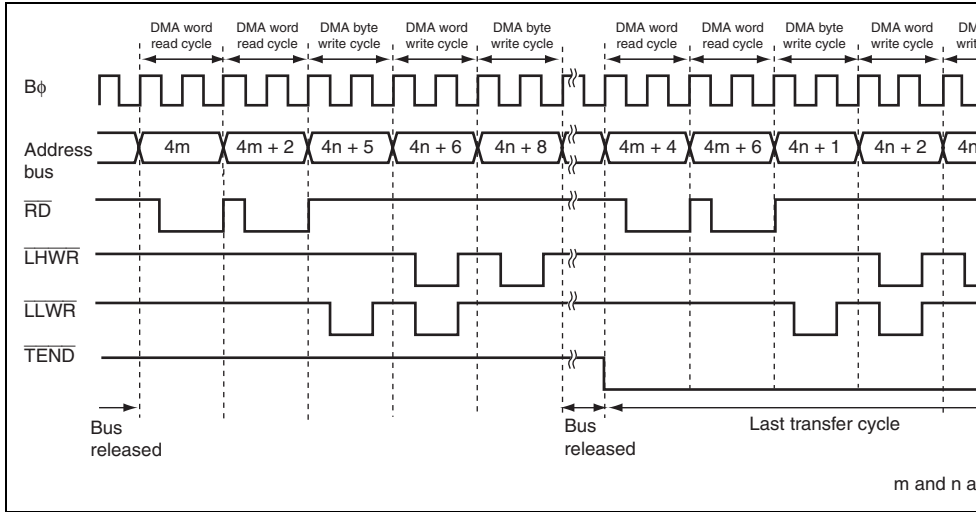 DMA word read cycle
DMA word read cycle
DMA byte write cycle
DMA word write cycle
DMA byte write cycle
DMA word read cycle
DMA word read cycle
DMA byte write cycle
DMA word write cycle
Bϕ
Address bus
4m
4m + 2
4n + 5
4n + 6
4n + 8
4m + 4
4m + 6
4n + 1
4n + 2
RD
LHWR
LLWR
TEND
Bus released
Bus released
Last transfer cycle
m and n a